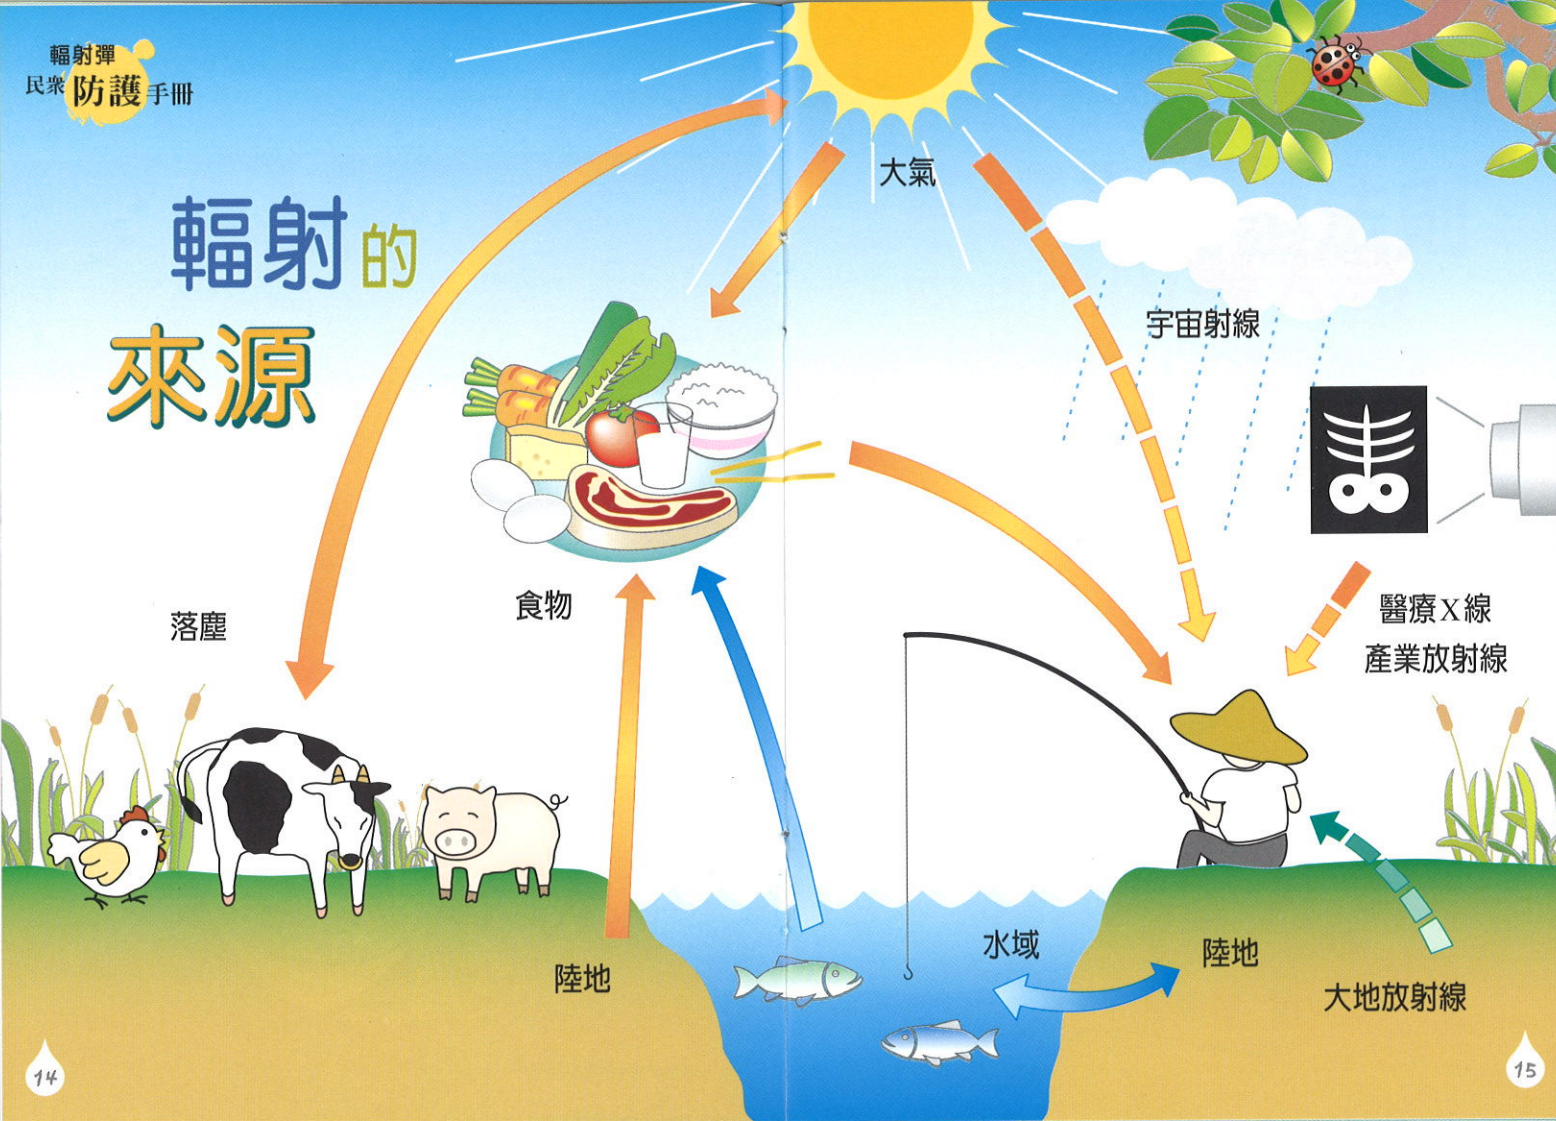 輻射彈
民眾防護手冊
輻射的
來源
大氣
宇宙射線
落塵
食物
醫療X線
產業放射線
陸地
水域
陸地
大地放射線
14
15